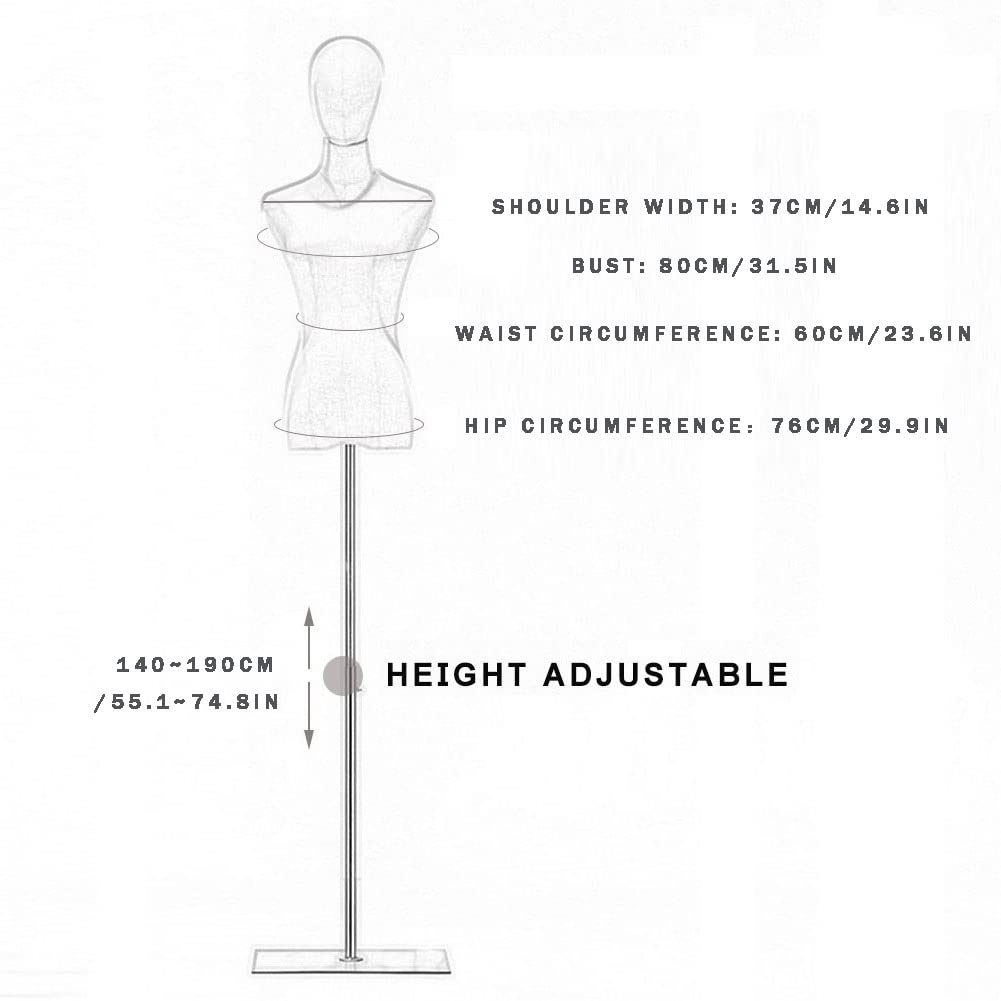 SHOULDER WIDTH: 37CM/14.6IN
BUST: 80CM/31.5IN
WAIST CIRCUMFERENCE: 60CM/23.6IN
HIP CIRCUMFERENCE: 76CM/29.9IN
140~190CM
/55.1~74.8IN
HEIGHT ADJUSTABLE